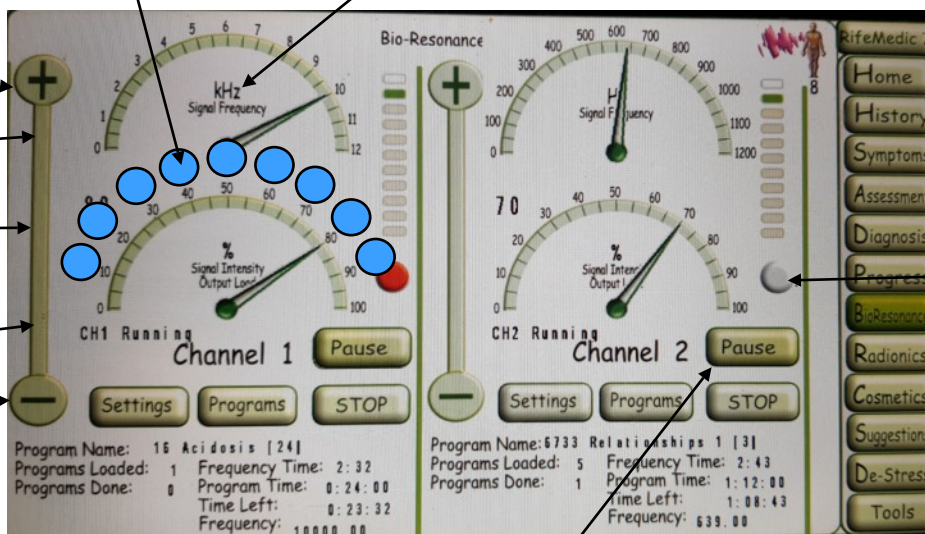 Bio-Resonance
RifeMedic
0 1 2 3 4 5 6 7 8 9 10 11 12
kHz
Signal Frequency
0 100 200 300 400 500 600 700 800 900 1000 1100 1200
Signal
8
Home
History
Symptoms
Assessmen
Diagnosis
Progress
BioResonance
Radionics
Cosmetics
Suggestion
De-Stress
Tools
0 10 20 30 40 50 60 70 80 90 100
%
Signal Intensity
Output
70
0 10 20 30 40 50 60 70 80 90 100
%
Signal
Output
CH1 Running
Channel 1
Pause
CH2 Running
Channel 2
Pause
Settings
Programs
STOP
Settings
Programs
STOP
Program Name: 16 Acidosis [24]
Programs Loaded: 1
Programs Done: 0
Frequency Time: 2:32
Program Time: 0:24:00
Time Left: 0:23:32
Frequency: 10000.00
Program Name: 6733 Relationships 1 [3]
Programs Loaded: 5
Programs Done: 1
Frequency Time: 2:43
Program Time: 1:12:00
Time Left: 1:08:43
Frequency: 639.00